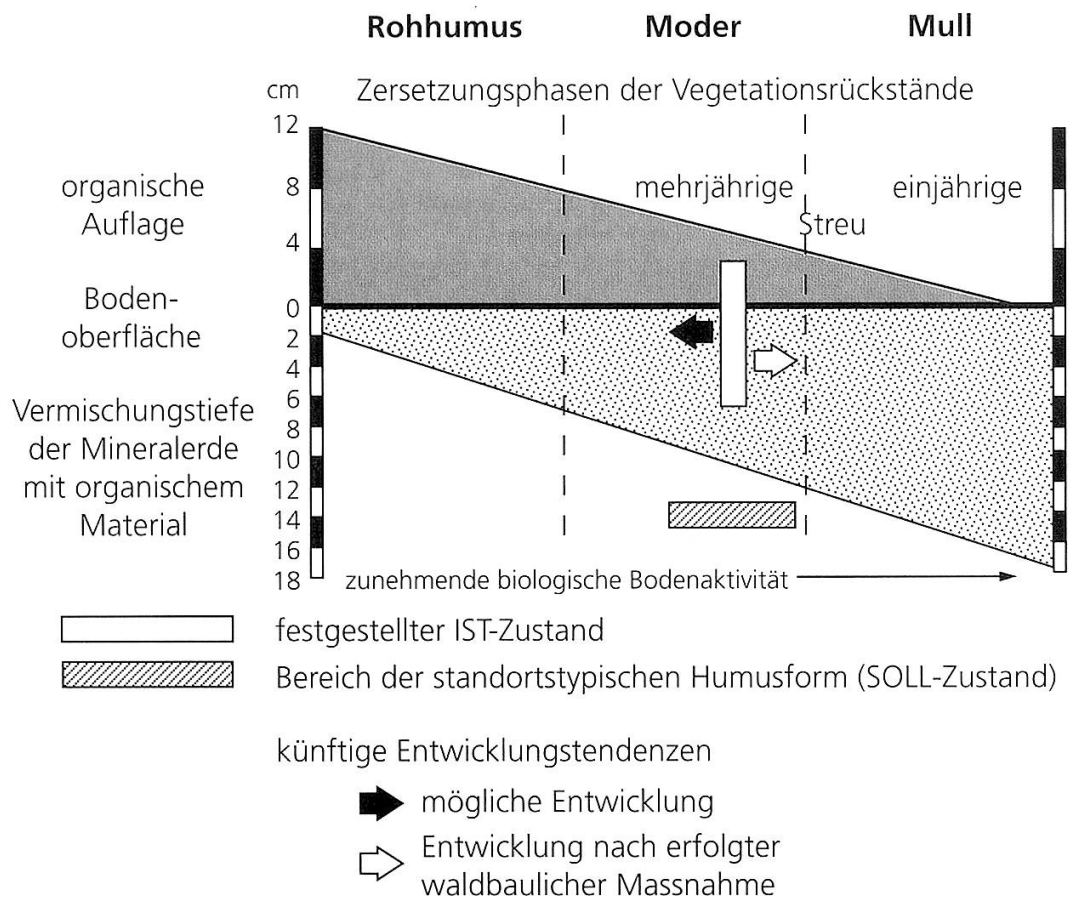 Rohhumus Moder Mull
cm Zersetzungsphasen der Vegetationsrückstände
12
organische
Auflage
8
mehrjährige einjährige
Streu
4
Boden-
oberfläche
0
2
4
6
8
10
12
14
16
18
Vermischungstiefe
der Mineralerde
mit organischem
Material
zunehmende biologische Bodenaktivität
festgestellter IST-Zustand
Bereich der standortstypischen Humusform (SOLL-Zustand)
künftige Entwicklungstendenzen
mögliche Entwicklung
Entwicklung nach erfolgter
waldbaulicher Massnahme